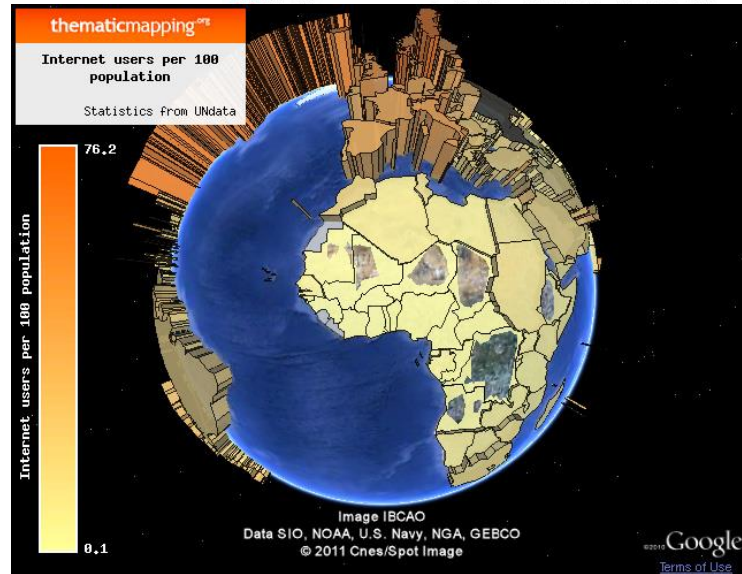 thematicmapping.org
Internet users per 100
population
Statistics from UNdata
76.2
Internet users per 100 population
0.1
Image IBCAO
Data SIO, NOAA, U.S. Navy, NGA, GEBCO
© 2011 Cnes/Spot Image
©2010 Google
Terms of Use